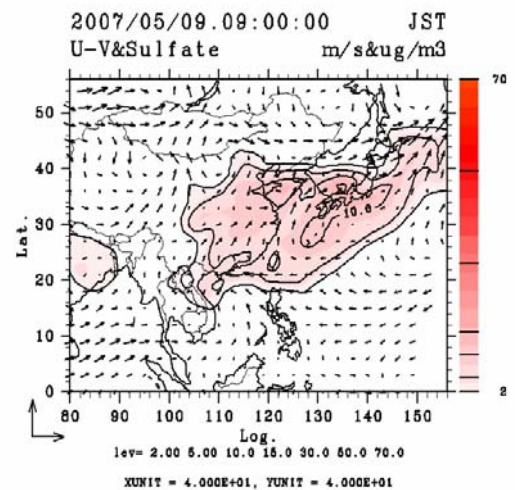 2007/05/09.09:00:00 JST
U-V&Sulfate m/s&ug/m3
70
50
40
30
20
10
0
Lat.
10.0
2
80 90 100 110 120 130 140 150
Log.
lev= 2.00 5.00 10.0 15.0 30.0 50.0 70.0
XUNIT = 4.000E+01, YUNIT = 4.000E+01